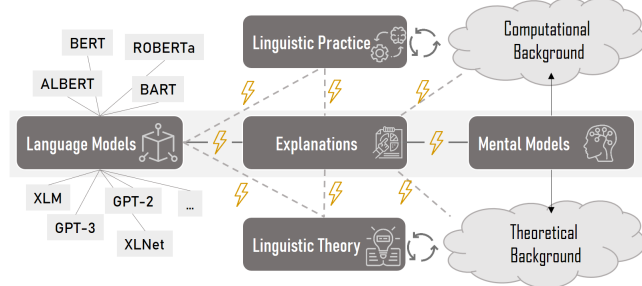 BERT
ROBERTa
ALBERT
BART
Linguistic Practice
Computational
Background
Language Models
Explanations
Mental Models
XLM
GPT-2
...
GPT-3
XLNet
Linguistic Theory
Theoretical
Background